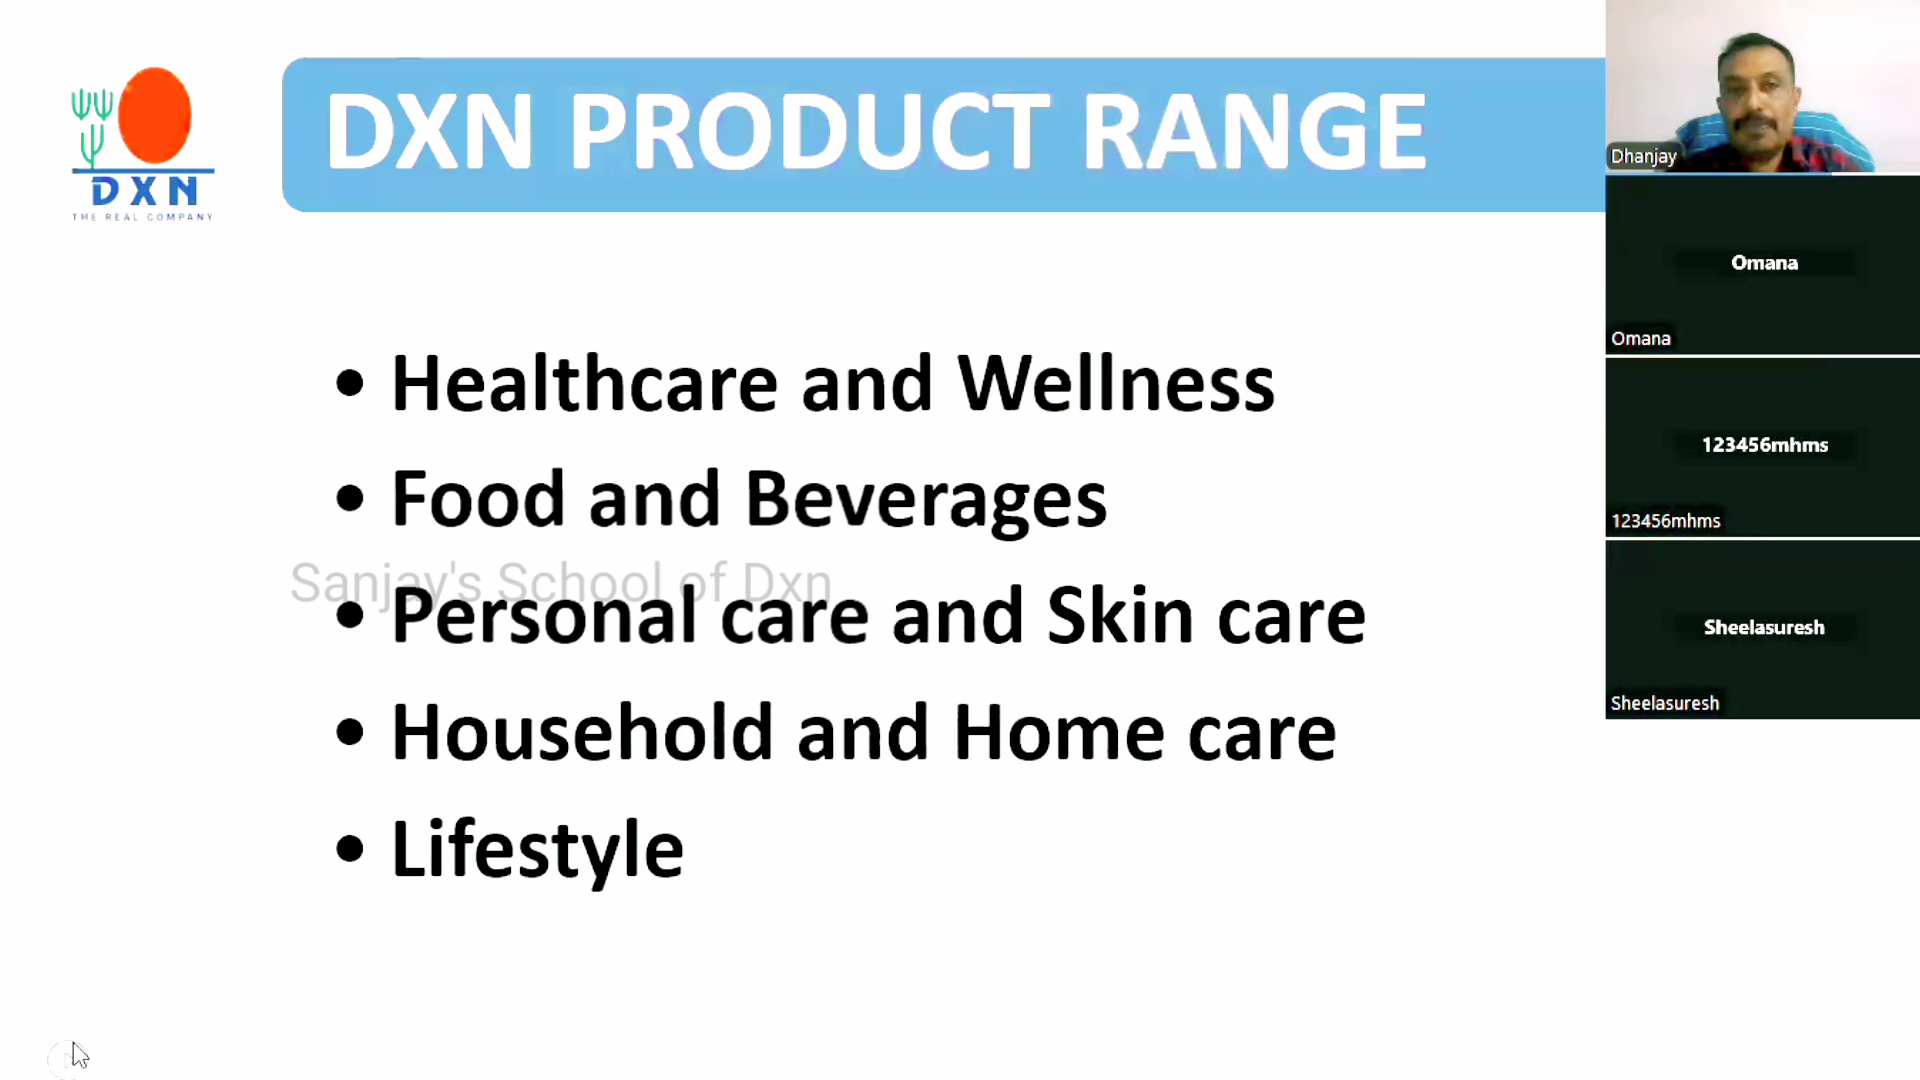 DXN
THE REAL COMPANY
DXN PRODUCT RANGE
• Healthcare and Wellness
• Food and Beverages
Sanjay's School of Dxn
• Personal care and Skin care
• Household and Home care
• Lifestyle
Dhanjay
Omana
Omana
123456mhms
123456mhms
Sheelasuresh
Sheelasuresh